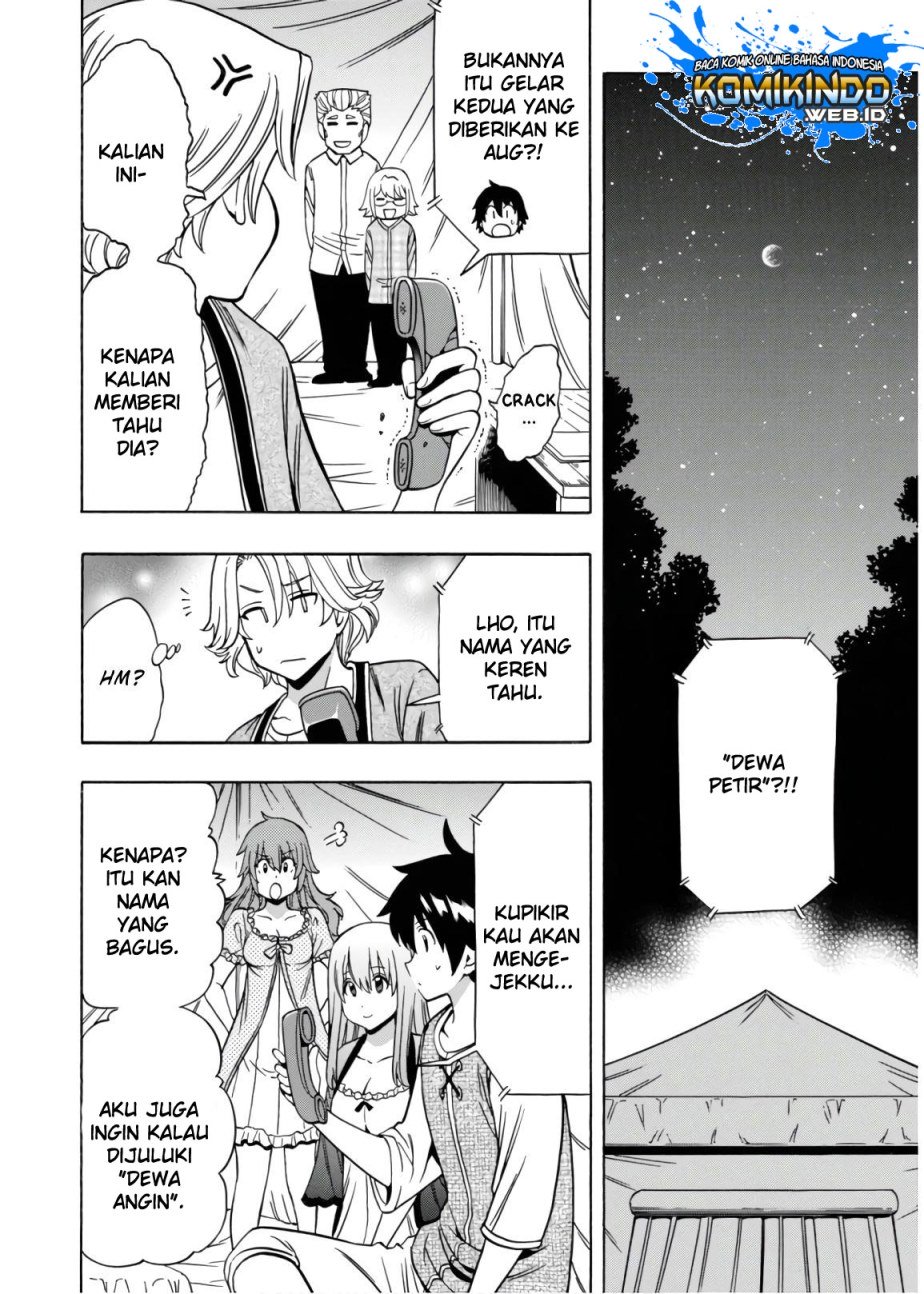 BACA KOMIK ONLINE BAHASA INDONESIA
KOMIKINDO
WEB.ID
"DEWA
PETIR"?!!
BUKANNYA
ITU GELAR
KEDUA YANG
DIBERIKAN KE
AUG?!
CRACK
...
KALIAN
INI-
KENAPA
KALIAN
MEMBERI
TAHU
DIA?
LHO, ITU
NAMA YANG
KEREN
TAHU.
HM?
KUPIKIR
KAU AKAN
MENGE-
JEKKU...
KENAPA?
ITU KAN
NAMA
YANG
BAGUS.
AKU JUGA
INGIN KALAU
DIJULUKI
"DEWA
ANGIN".